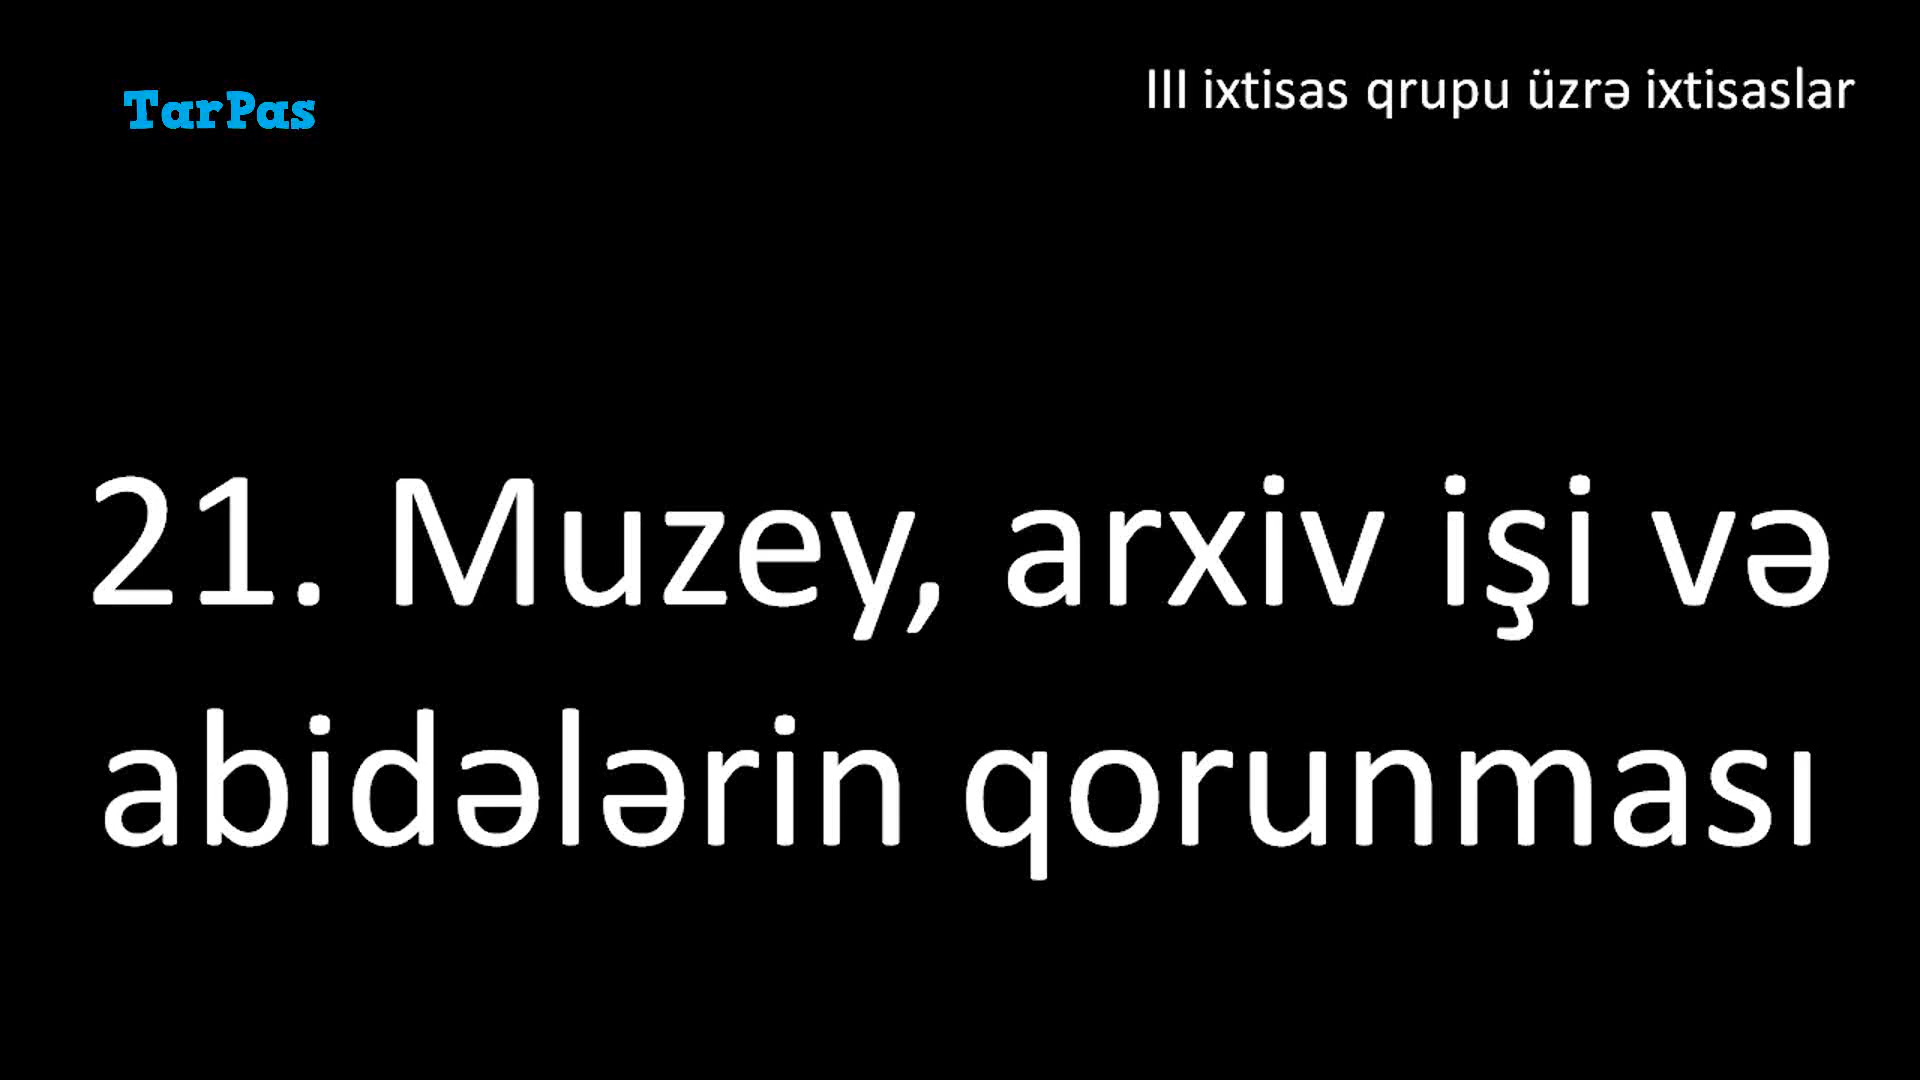 TarPas
III ixtisas qrupu üzrə ixtisaslar
21. Muzey, arxiv işi və
abidələrin qorunması